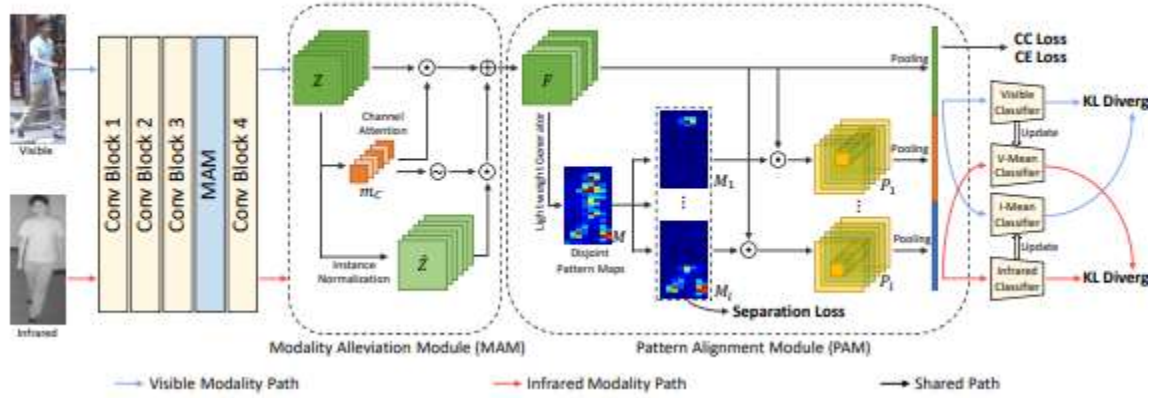 Visible
Infrared
Conv Block 1
Conv Block 2
Conv Block 3
MAM
Conv Block 4
Z
Channel
Attention
m_C
~
Instance
Normalization
Ẑ
Modality Alleviation Module (MAM)
F
Light weight Generator
M
Disjoint
Pattern Maps
M_1
⋮
M_i
Separation Loss
P_1
⋮
P_i
Pooling
Pooling
Pooling
Pattern Alignment Module (PAM)
CC Loss
CE Loss
Visible
Classifier
KL Diverg
Update
V-Mean
Classifier
I-Mean
Classifier
Update
Infrared
Classifier
KL Diverg
Visible Modality Path
Infrared Modality Path
Shared Path